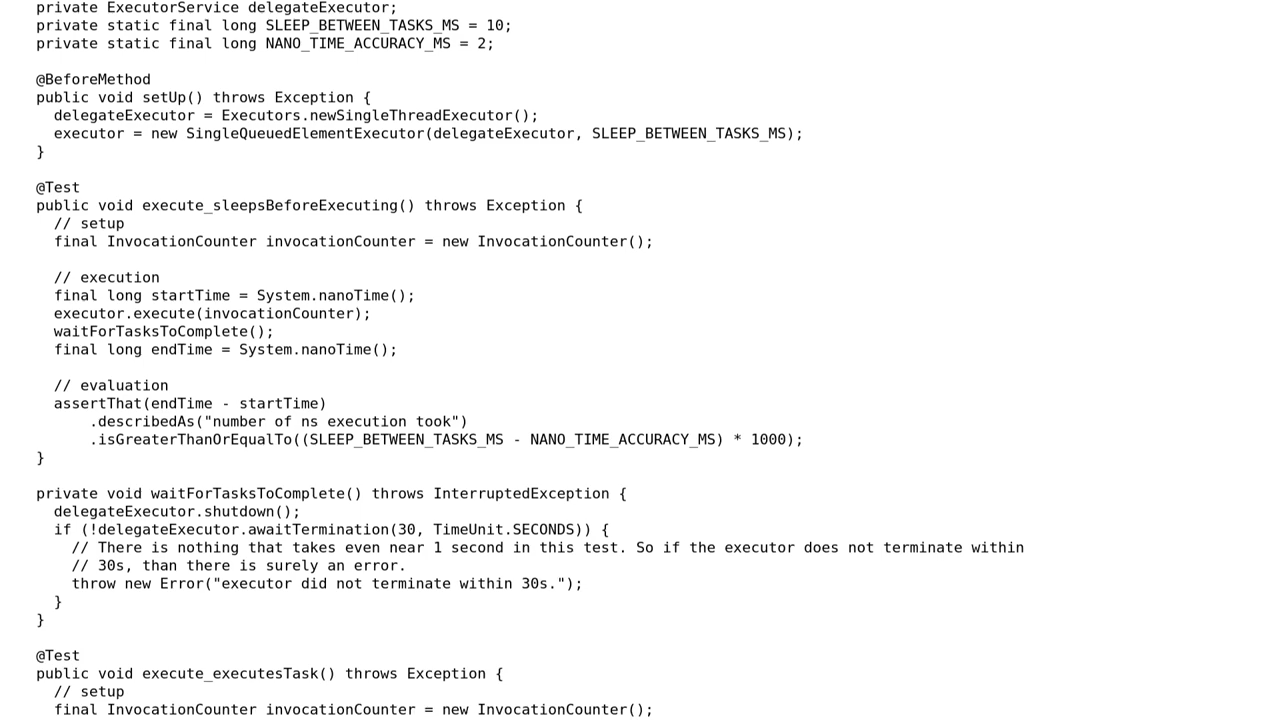 private ExecutorService delegateExecutor;
private static final long SLEEP_BETWEEN_TASKS_MS = 10;
private static final long NANO_TIME_ACCURACY_MS = 2;
@BeforeMethod
public void setUp() throws Exception {
delegateExecutor = Executors.newSingleThreadExecutor();
executor = new SingleQueuedElementExecutor(delegateExecutor, SLEEP_BETWEEN_TASKS_MS);
}
@Test
public void execute_sleepsBeforeExecuting() throws Exception {
// setup
final InvocationCounter invocationCounter = new InvocationCounter();
// execution
final long startTime = System.nanoTime();
executor.execute(invocationCounter);
waitForTasksToComplete();
final long endTime = System.nanoTime();
// evaluation
assertThat(endTime - startTime)
.describedAs("number of ns execution took")
.isGreaterThanOrEqualTo((SLEEP_BETWEEN_TASKS_MS - NANO_TIME_ACCURACY_MS) * 1000);
}
private void waitForTasksToComplete() throws InterruptedException {
delegateExecutor.shutdown();
if (!delegateExecutor.awaitTermination(30, TimeUnit.SECONDS)) {
// There is nothing that takes even near 1 second in this test. So if the executor does not terminate within
// 30s, than there is surely an error.
throw new Error("executor did not terminate within 30s.");
}
}
@Test
public void execute_executesTask() throws Exception {
// setup
final InvocationCounter invocationCounter = new InvocationCounter();